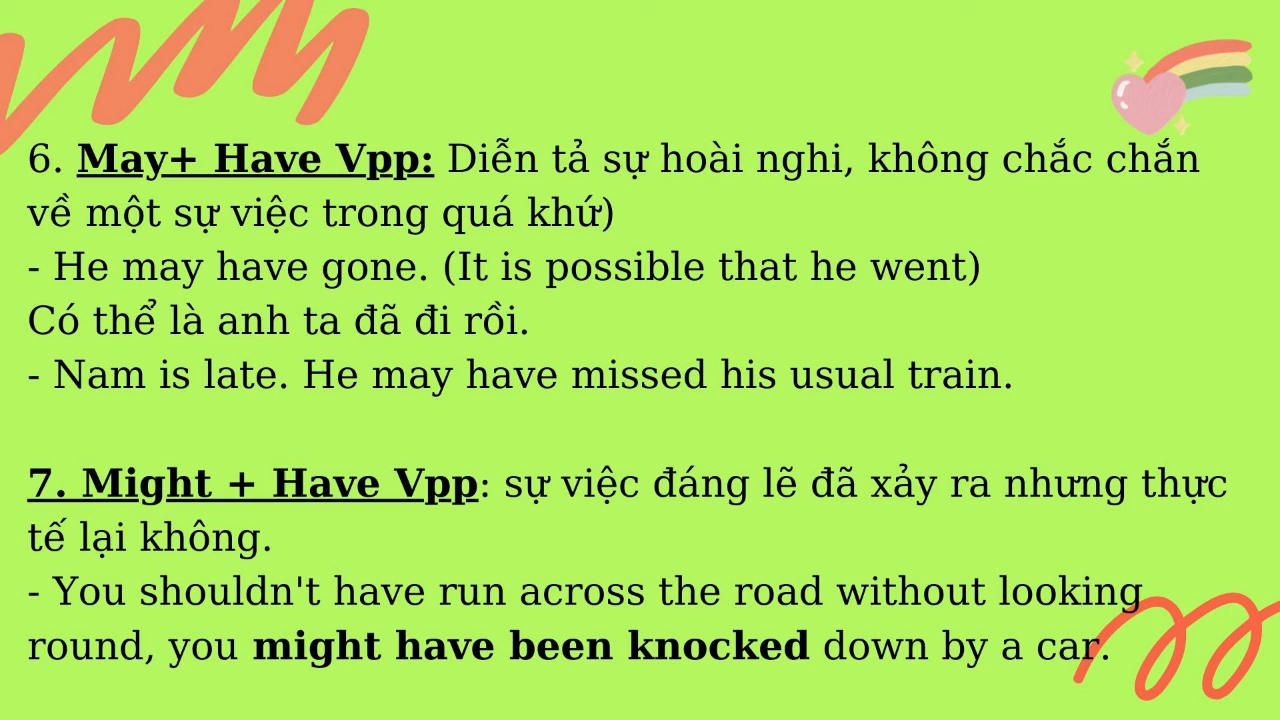 6. May+ Have Vpp: Diễn tả sự hoài nghi, không chắc chắn
về một sự việc trong quá khứ)
- He may have gone. (It is possible that he went)
Có thể là anh ta đã đi rồi.
- Nam is late. He may have missed his usual train.
7. Might + Have Vpp: sự việc đáng lẽ đã xảy ra nhưng thực
tế lại không.
- You shouldn't have run across the road without looking
round, you might have been knocked down by a car.